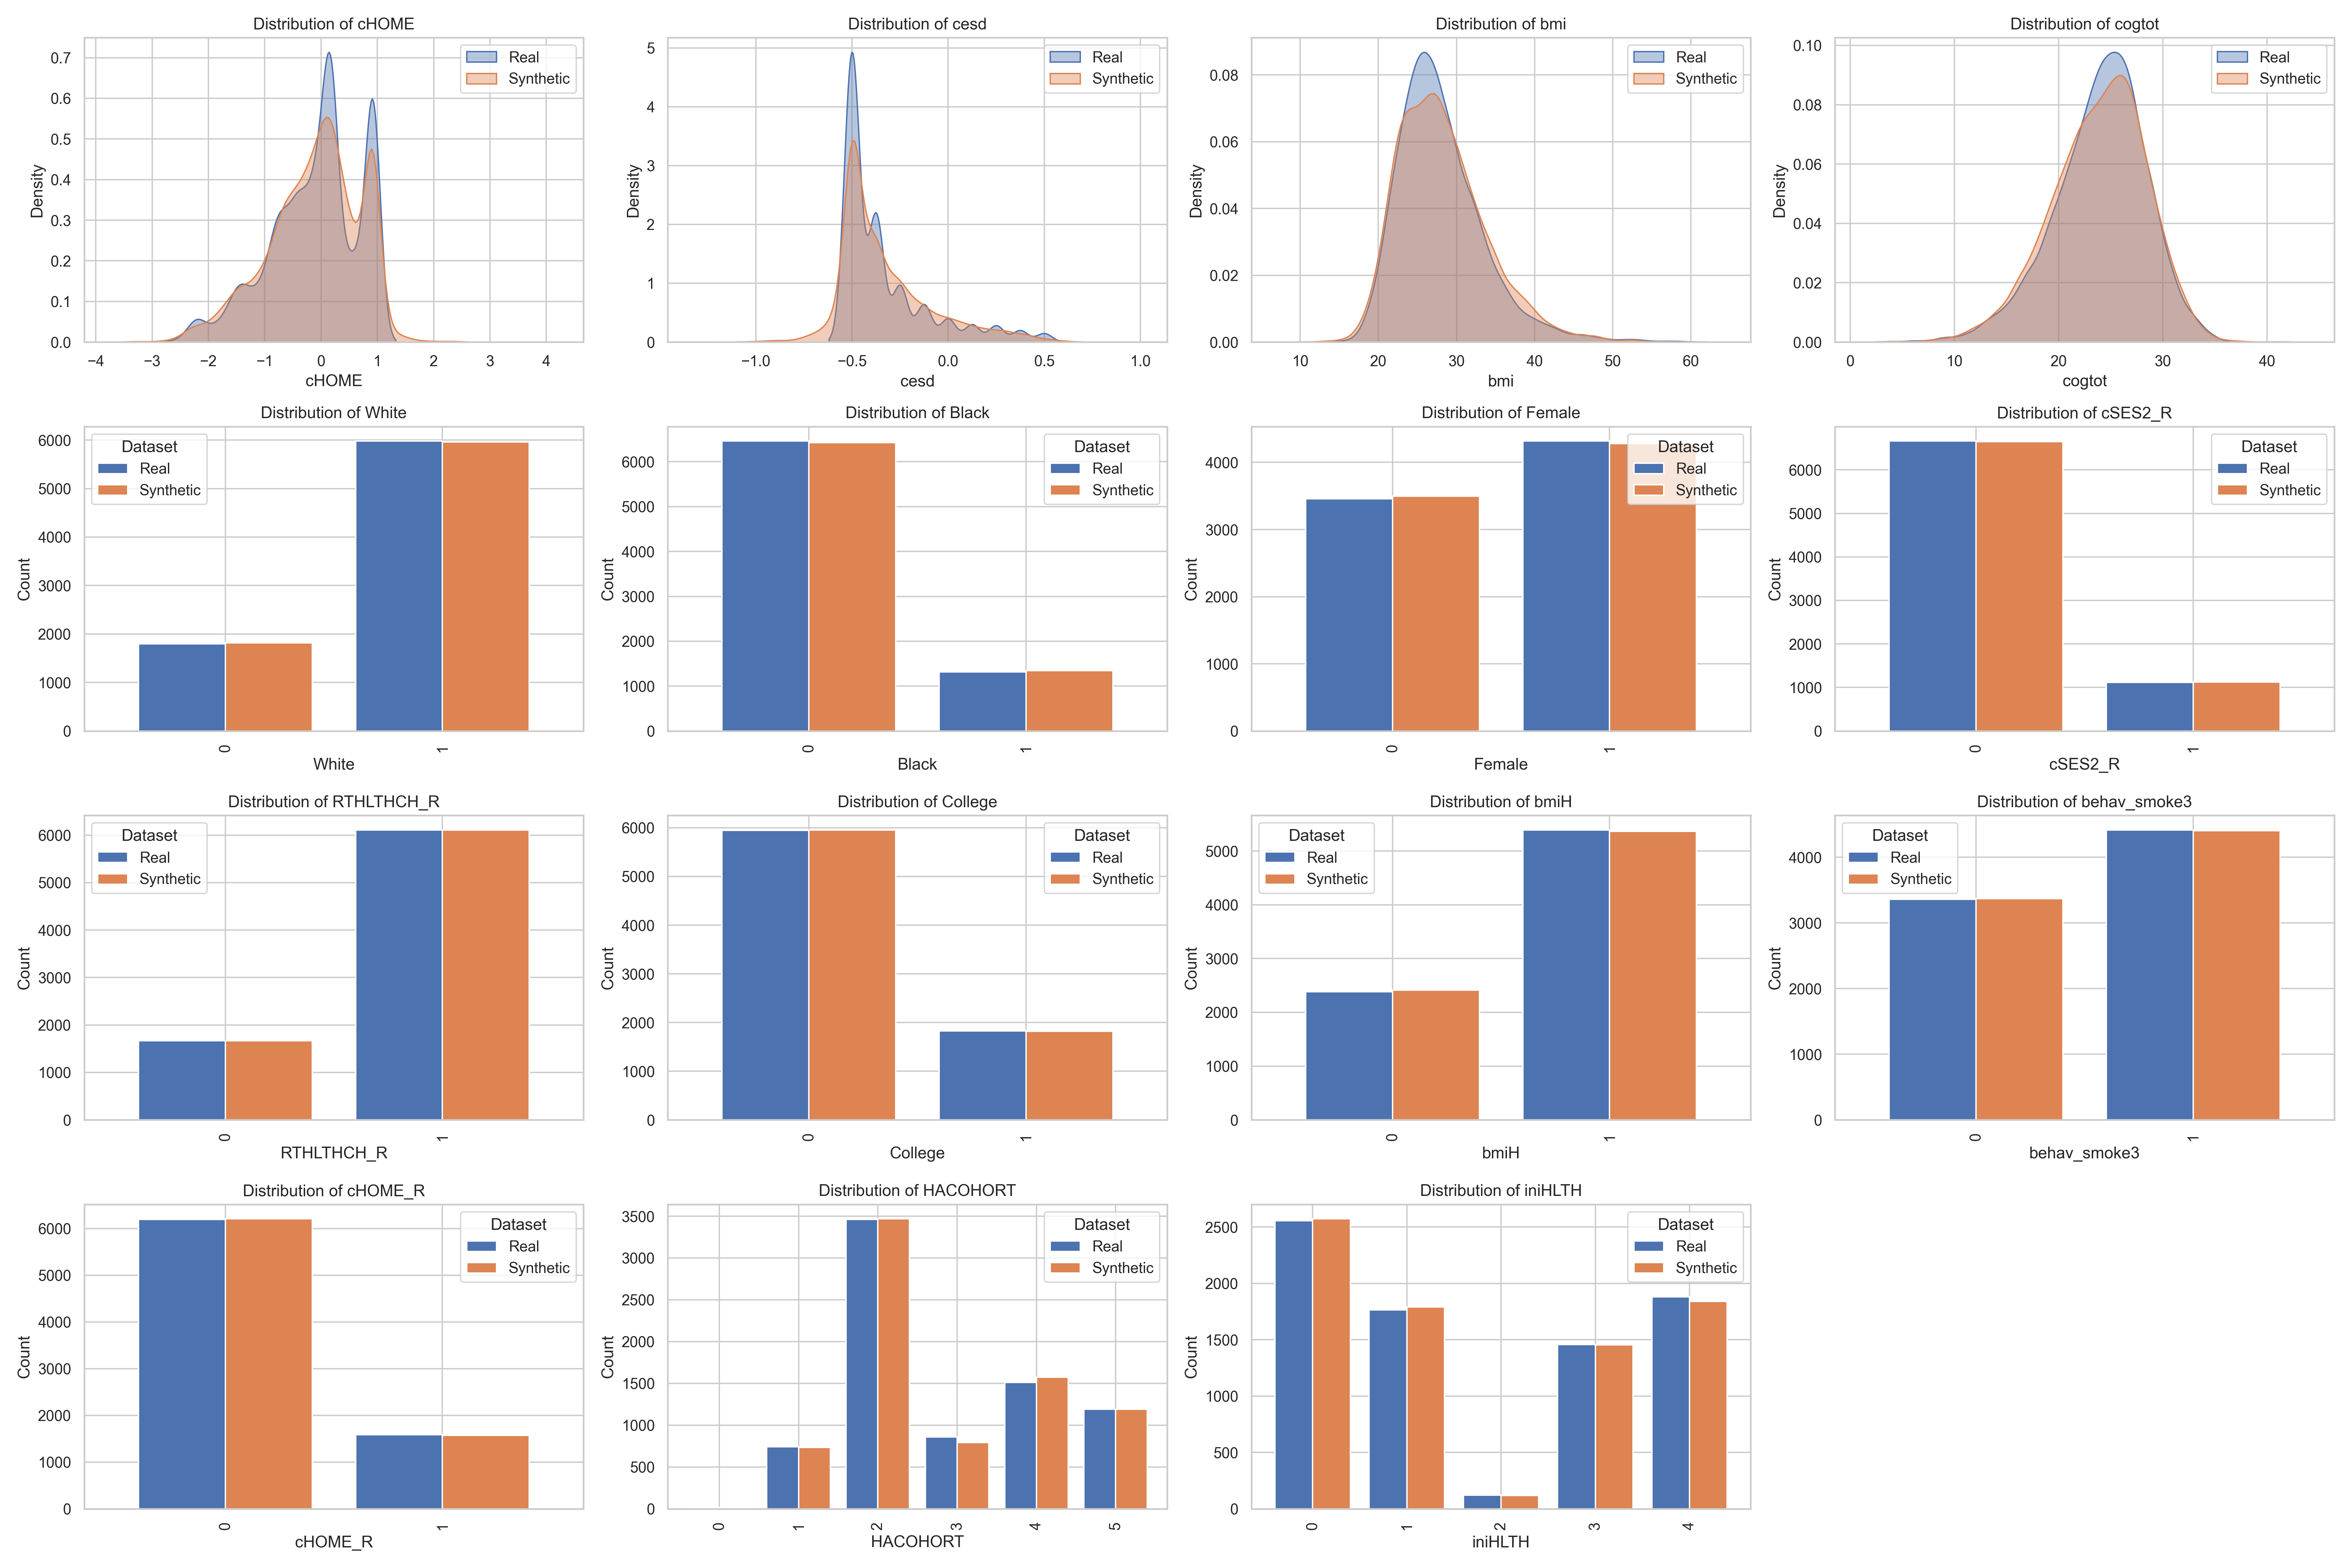 Distribution of cHOME
Real
Synthetic
0.7
0.6
0.5
0.4
0.3
0.2
0.1
0.0
Density
−4 −3 −2 −1 0 1 2 3 4
cHOME
Distribution of cesd
Real
Synthetic
5
4
3
2
1
0
Density
−1.0 −0.5 0.0 0.5 1.0
cesd
Distribution of bmi
Real
Synthetic
0.08
0.06
0.04
0.02
0.00
Density
10 20 30 40 50 60
bmi
Distribution of cogtot
Real
Synthetic
0.10
0.08
0.06
0.04
0.02
0.00
Density
0 10 20 30 40
cogtot
Distribution of White
Dataset
Real
Synthetic
6000
5000
4000
3000
2000
1000
0
Count
0 1
White
Distribution of Black
Dataset
Real
Synthetic
6000
5000
4000
3000
2000
1000
0
Count
0 1
Black
Distribution of Female
Dataset
Real
Synthetic
4000
3000
2000
1000
0
Count
0 1
Female
Distribution of cSES2_R
Dataset
Real
Synthetic
6000
5000
4000
3000
2000
1000
0
Count
0 1
cSES2_R
Distribution of RTHLTHCH_R
Dataset
Real
Synthetic
6000
5000
4000
3000
2000
1000
0
Count
0 1
RTHLTHCH_R
Distribution of College
Dataset
Real
Synthetic
6000
5000
4000
3000
2000
1000
0
Count
0 1
College
Distribution of bmiH
Dataset
Real
Synthetic
5000
4000
3000
2000
1000
0
Count
0 1
bmiH
Distribution of behav_smoke3
Dataset
Real
Synthetic
4000
3000
2000
1000
0
Count
0 1
behav_smoke3
Distribution of cHOME_R
Dataset
Real
Synthetic
6000
5000
4000
3000
2000
1000
0
Count
0 1
cHOME_R
Distribution of HACOHORT
Dataset
Real
Synthetic
3500
3000
2500
2000
1500
1000
500
0
Count
0 1 2 3 4 5
HACOHORT
Distribution of iniHLTH
Dataset
Real
Synthetic
2500
2000
1500
1000
500
0
Count
0 1 2 3 4
iniHLTH